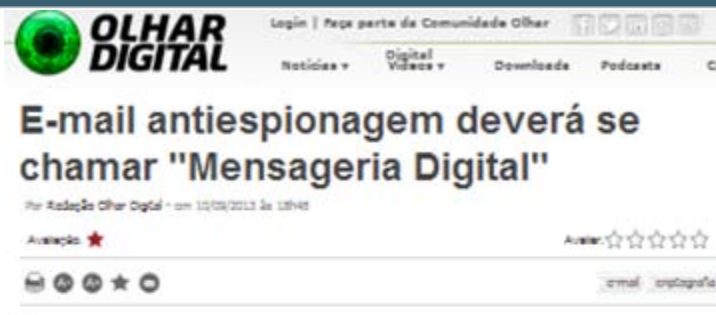 OLHAR
DIGITAL
Login | Faça parte da Comunidade Olhar
Notícias
Digital
Vídeos
Downloads
Podcasts
E-mail antiespionagem deverá se
chamar "Mensageria Digital"
Por Redação Olhar Digital - em 10/09/2013 às
Avaliação:
Avaliar:
e-mail criptografia